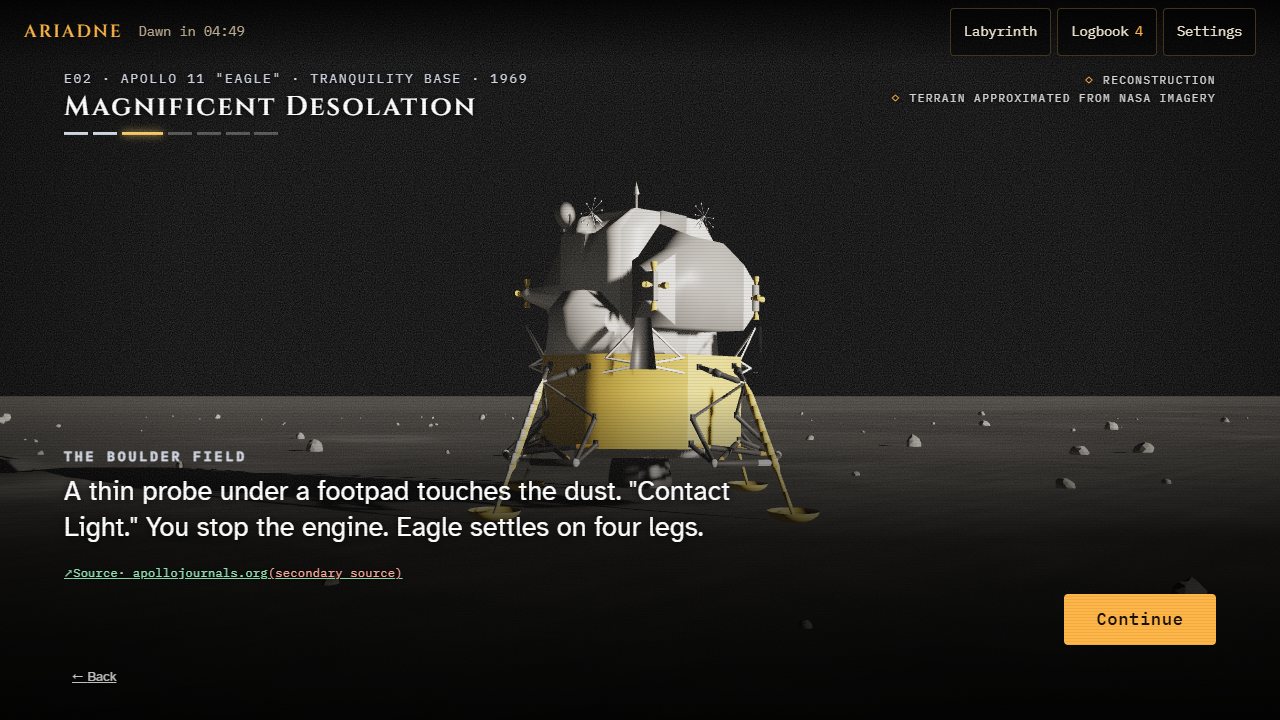 ARIADNE
Dawn in 04:49
Labyrinth
Logbook 4
Settings
E02 · APOLLO 11 "EAGLE" · TRANQUILITY BASE · 1969
Magnificent Desolation
◇ RECONSTRUCTION
◇ TERRAIN APPROXIMATED FROM NASA IMAGERY
THE BOULDER FIELD
A thin probe under a footpad touches the dust. "Contact
Light." You stop the engine. Eagle settles on four legs.
↗Source· apollojournals.org(secondary source)
Continue
← Back